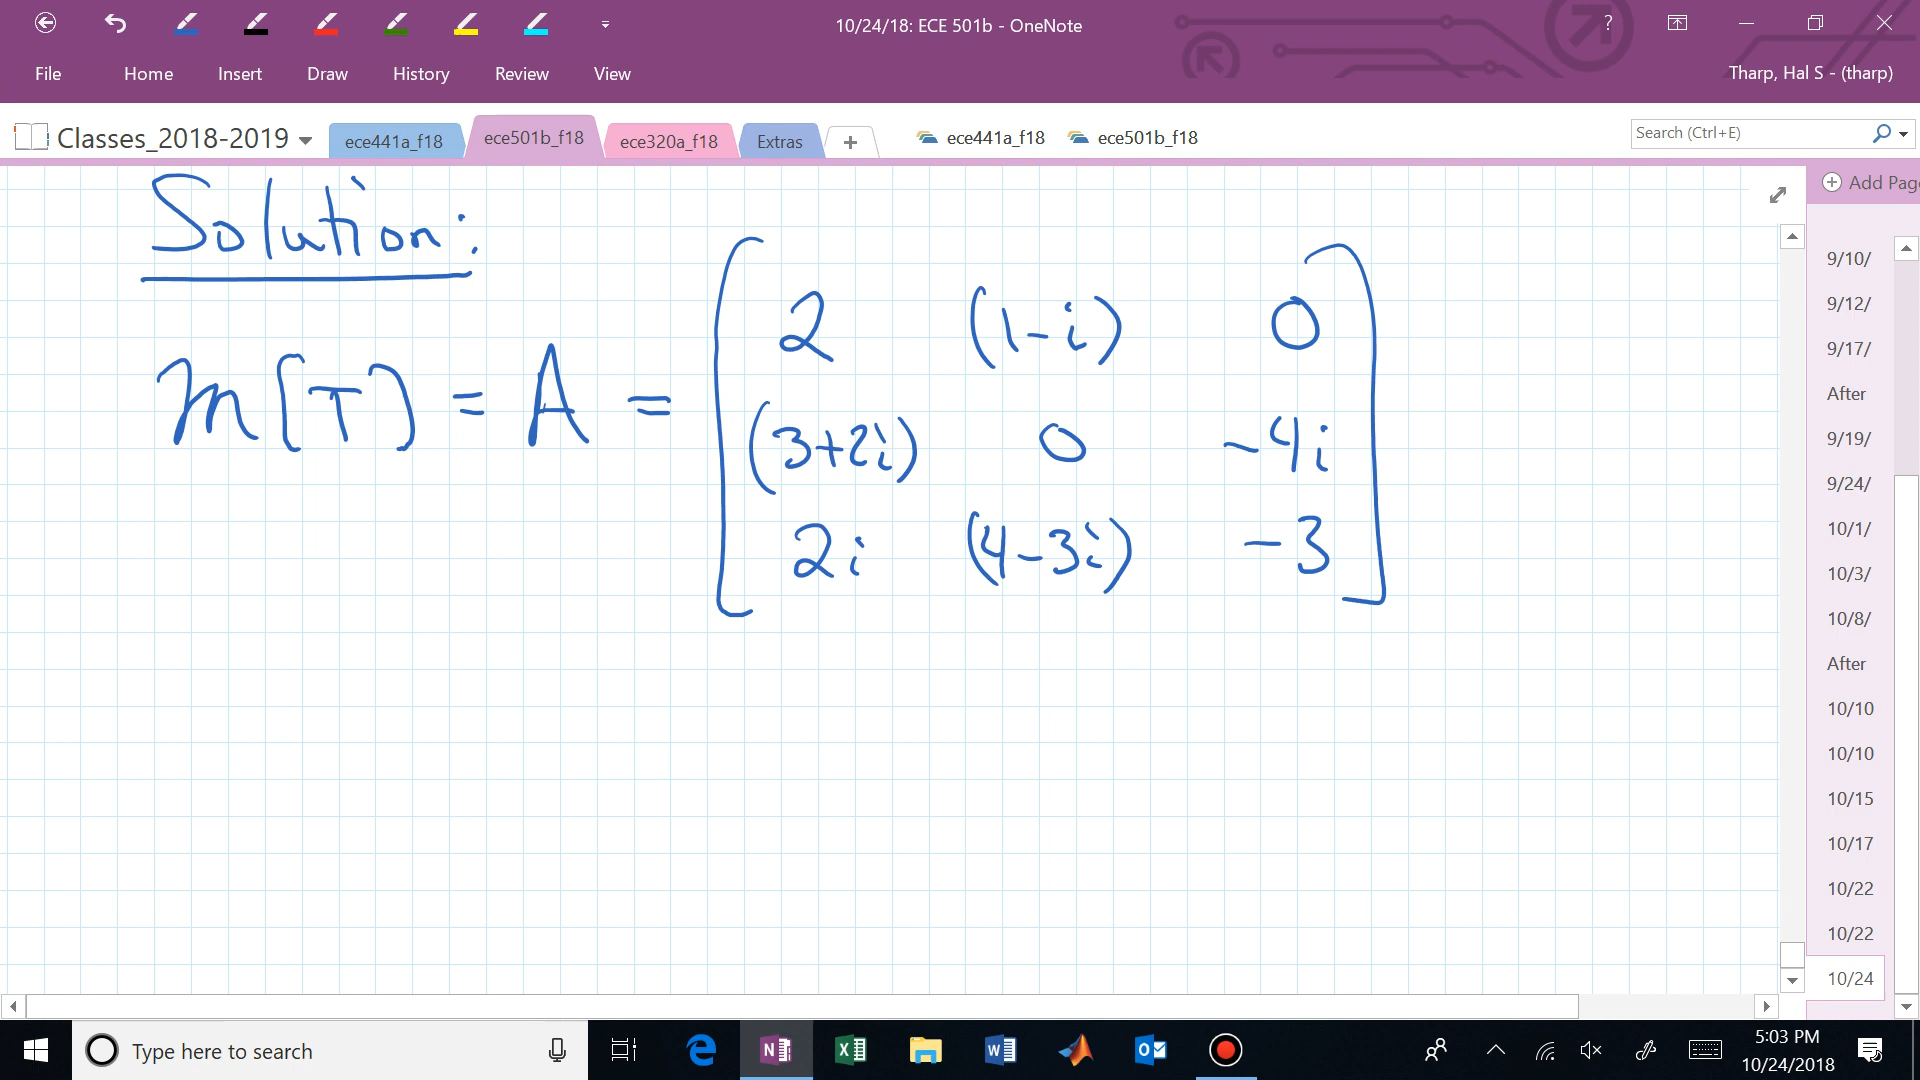 10/24/18: ECE 501b - OneNote
?
File Home Insert Draw History Review View
Tharp, Hal S - (tharp)
Classes_2018-2019 ece441a_f18 ece501b_f18 ece320a_f18 Extras + ece441a_f18 ece501b_f18
Search (Ctrl+E)
Add Page
Solution:
m(T) = A = [ 2 (1-i) 0
(3+2i) 0 -4i
2i (4-3i) -3 ]
9/10/
9/12/
9/17/
After
9/19/
9/24/
10/1/
10/3/
10/8/
After
10/10
10/10
10/15
10/17
10/22
10/22
10/24
Type here to search
5:03 PM
10/24/2018